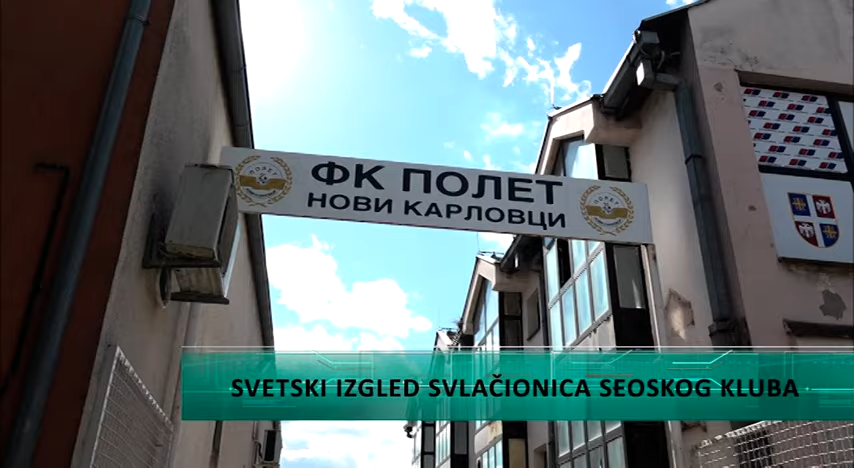 ФК ПОЛЕТ
НОВИ КАРЛОВЦИ
SVETSKI IZGLED SVLAČIONICA SEOSKOG KLUBA